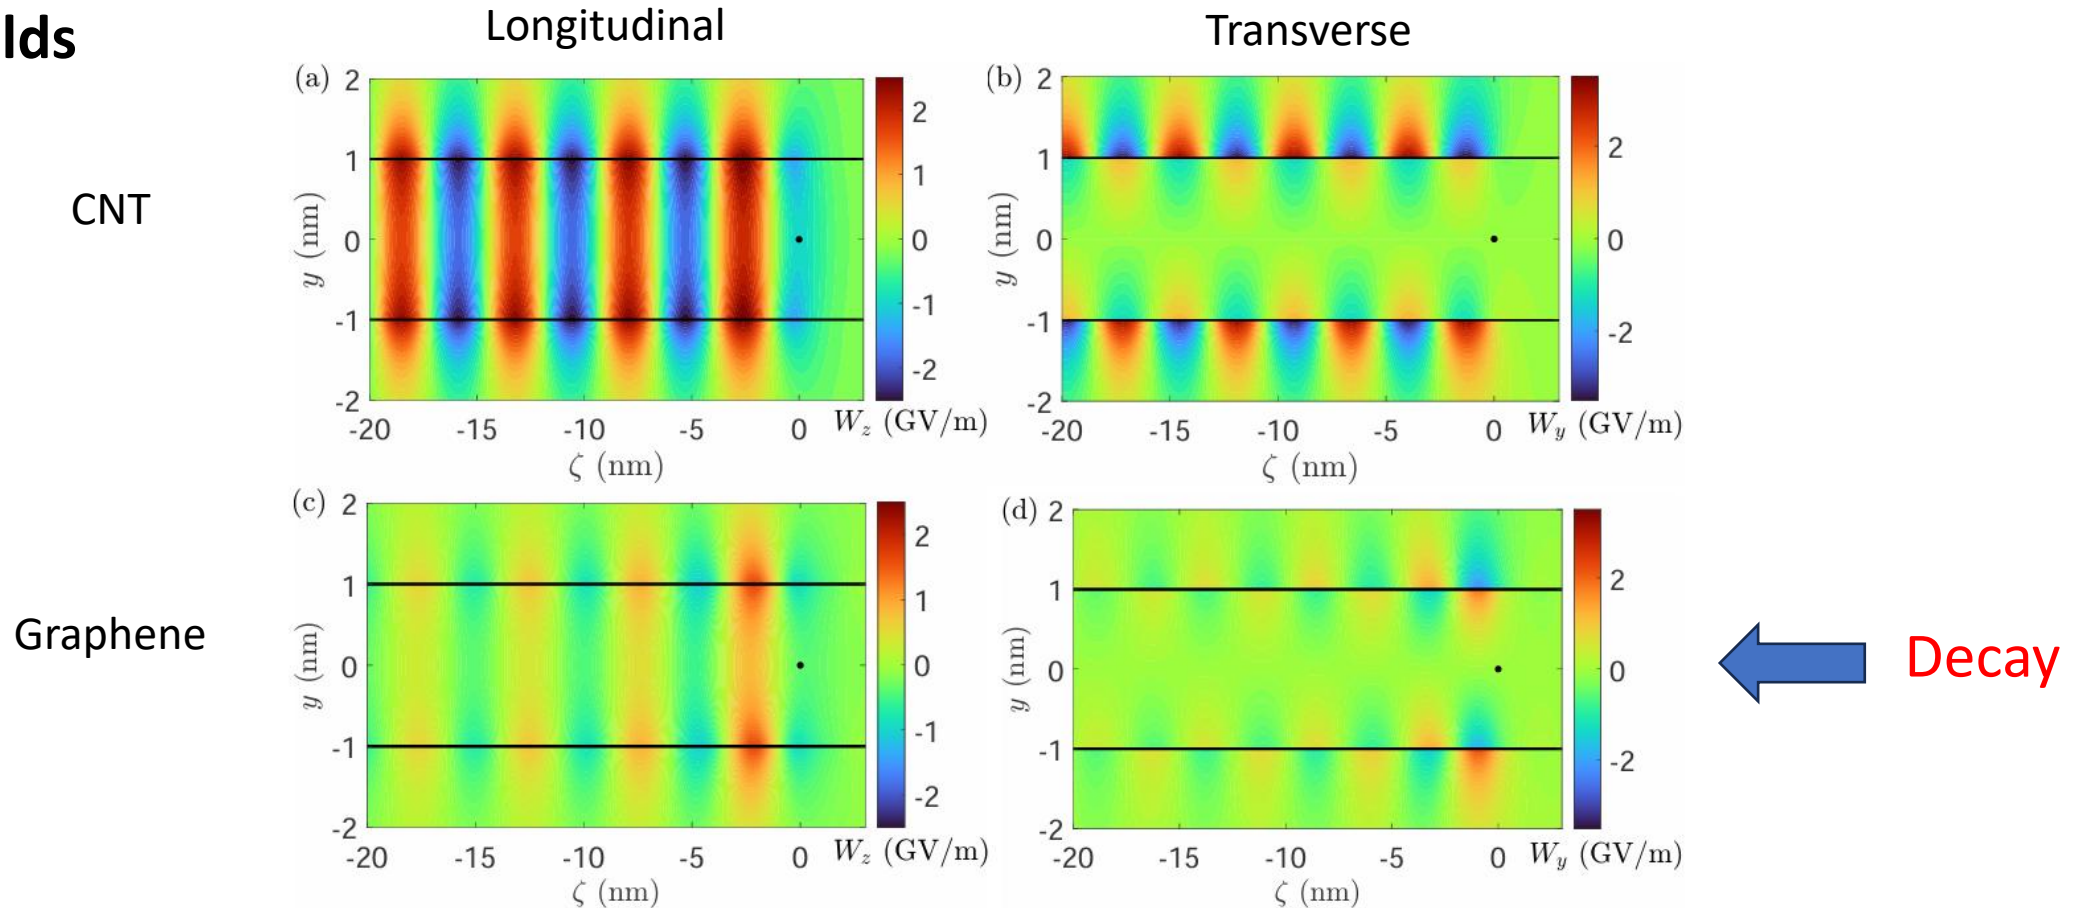 lds
Longitudinal
Transverse
CNT
Graphene
Decay
(a)
2
1
0
-1
-2
y (nm)
-20 -15 -10 -5 0
ζ (nm)
2
1
0
-1
-2
W_z (GV/m)
(b)
2
1
0
-1
-2
y (nm)
-20 -15 -10 -5 0
ζ (nm)
2
0
-2
W_y (GV/m)
(c)
2
1
0
-1
-2
y (nm)
-20 -15 -10 -5 0
ζ (nm)
2
1
0
-1
-2
W_z (GV/m)
(d)
2
1
0
-1
-2
y (nm)
-20 -15 -10 -5 0
ζ (nm)
2
0
-2
W_y (GV/m)